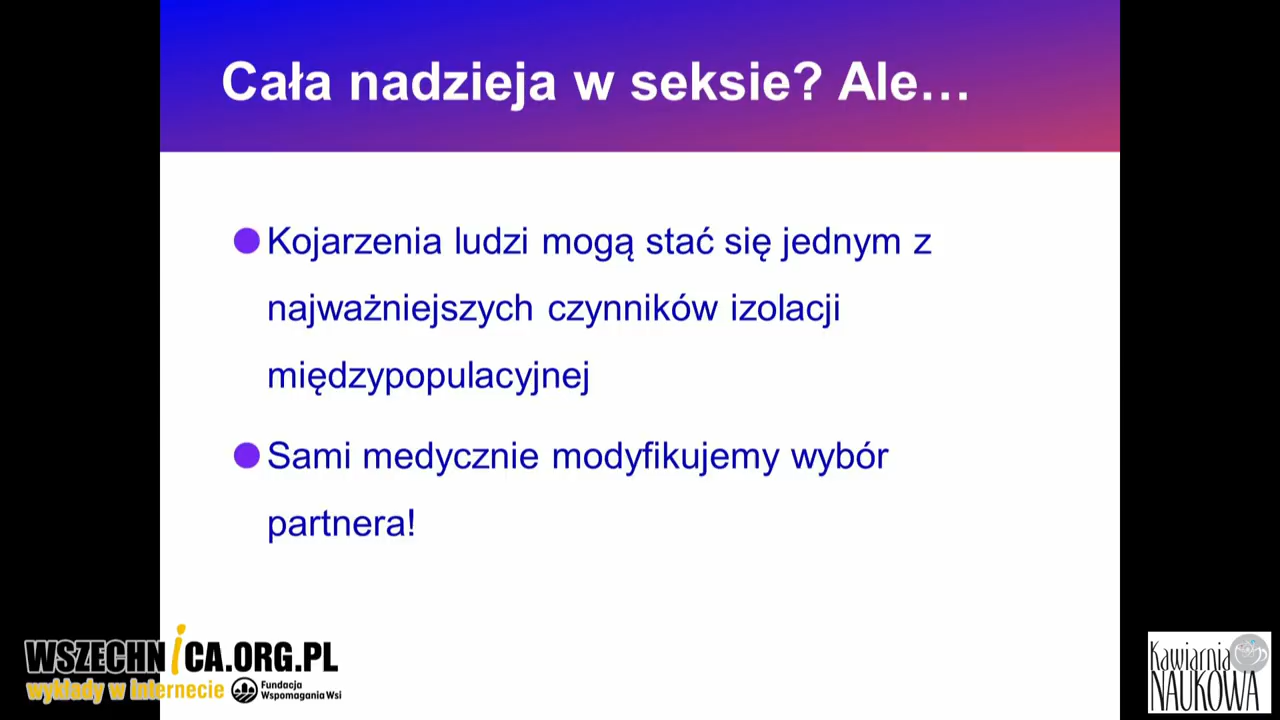 Cała nadzieja w seksie? Ale…
Kojarzenia ludzi mogą stać się jednym z
najważniejszych czynników izolacji
międzypopulacyjnej
Sami medycznie modyfikujemy wybór
partnera!
WSZECHNiCA.ORG.PL
wykłady w internecie
Fundacja
Wspomagania Wsi
Kawiarnia
NAUKOWA